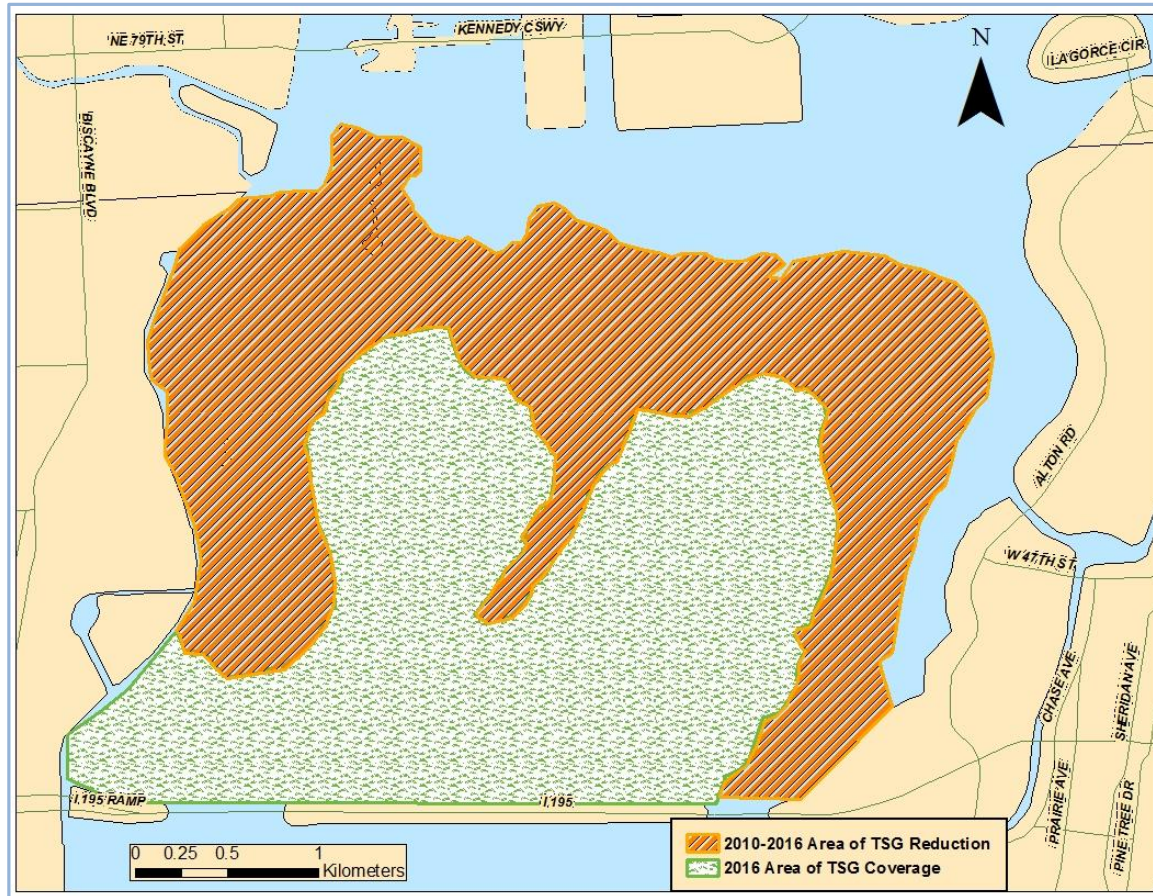 KENNEDY CSWY
NE 79TH ST.
N
LAGORCE CIR
BISCAYNE BLVD
ALTON RD
W 47TH ST.
CHASE AVE
SHERIDAN AVE
I,195 RAMP
I,195
PRAIRIE AVE
PINE TREE DR
0 0.25 0.5 1
Kilometers
2010-2016 Area of TSG Reduction
2016 Area of TSG Coverage